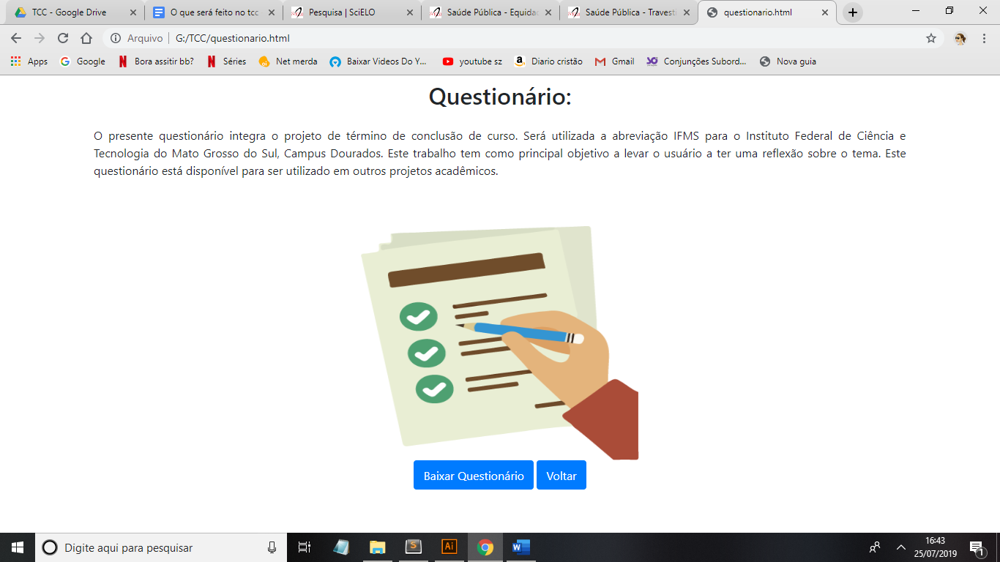 TCC - Google Drive
O que será feito no tcc
Pesquisa | SciELO
Saúde Pública - Equida
Saúde Pública - Travest
questionario.html
Arquivo
G:/TCC/questionario.html
Apps
Google
Bora assitir bb?
Séries
Net merda
Baixar Videos Do Y...
youtube sz
Diario cristão
Gmail
Conjunções Subord...
Nova guia
Questionário:
O presente questionário integra o projeto de término de conclusão de curso. Será utilizada a abreviação IFMS para o Instituto Federal de Ciência e
Tecnologia do Mato Grosso do Sul, Campus Dourados. Este trabalho tem como principal objetivo a levar o usuário a ter uma reflexão sobre o tema. Este
questionário está disponível para ser utilizado em outros projetos acadêmicos.
Baixar Questionário
Voltar
Digite aqui para pesquisar
16:43
25/07/2019
1